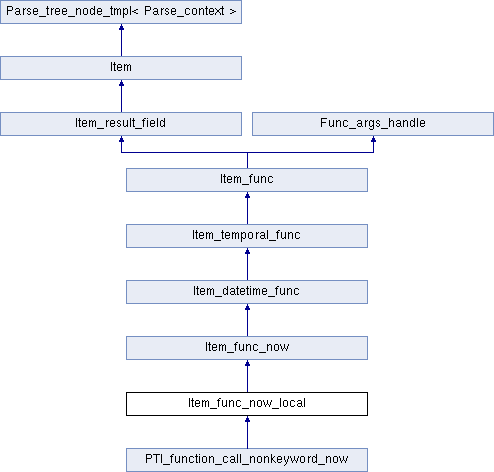 Parse_tree_node_tmpl< Parse_context >
Item
Item_result_field
Func_args_handle
Item_func
Item_temporal_func
Item_datetime_func
Item_func_now
Item_func_now_local
PTI_function_call_nonkeyword_now